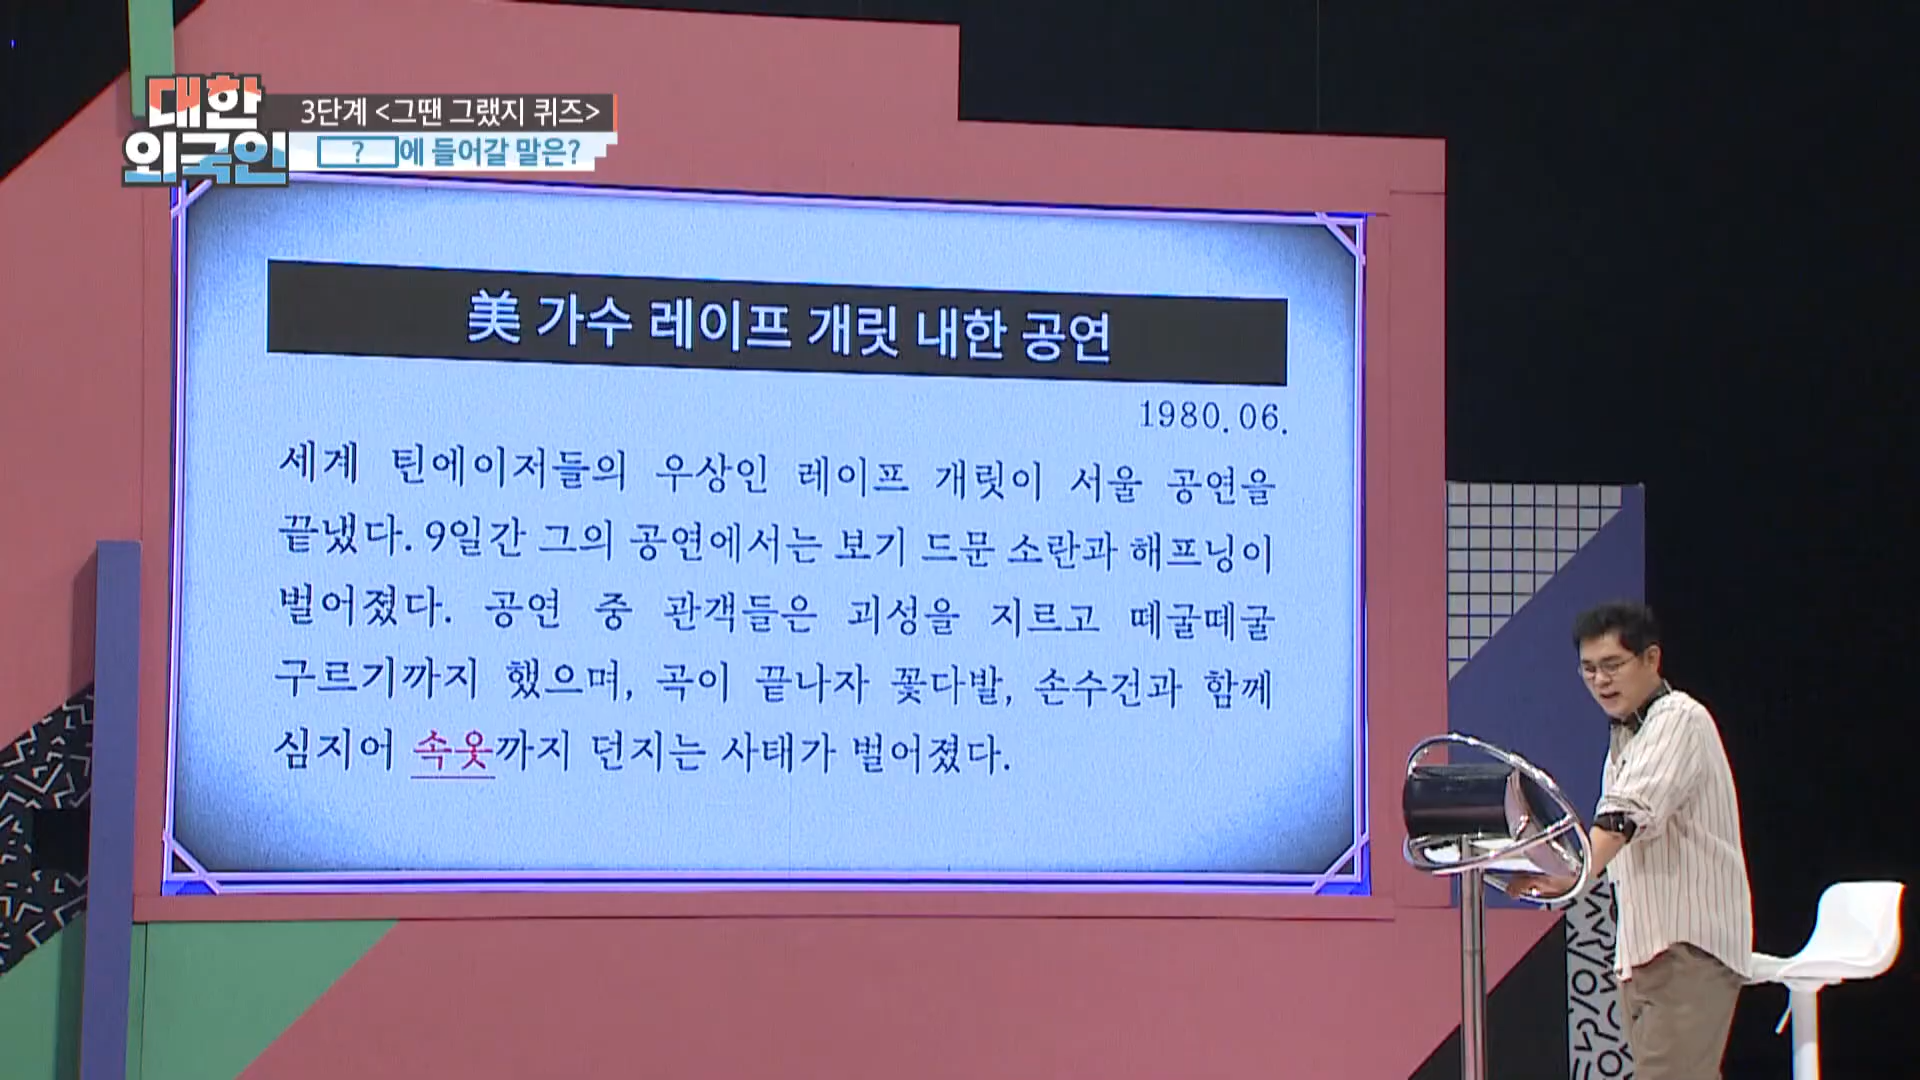 대한
외국인
3단계 <그땐 그랬지 퀴즈>
?에 들어갈 말은?
美 가수 레이프 개릿 내한 공연
1980.06.
세계 틴에이저들의 우상인 레이프 개릿이 서울 공연을
끝냈다. 9일간 그의 공연에서는 보기 드문 소란과 해프닝이
벌어졌다. 공연 중 관객들은 괴성을 지르고 떼굴떼굴
구르기까지 했으며, 곡이 끝나자 꽃다발, 손수건과 함께
심지어 속옷까지 던지는 사태가 벌어졌다.